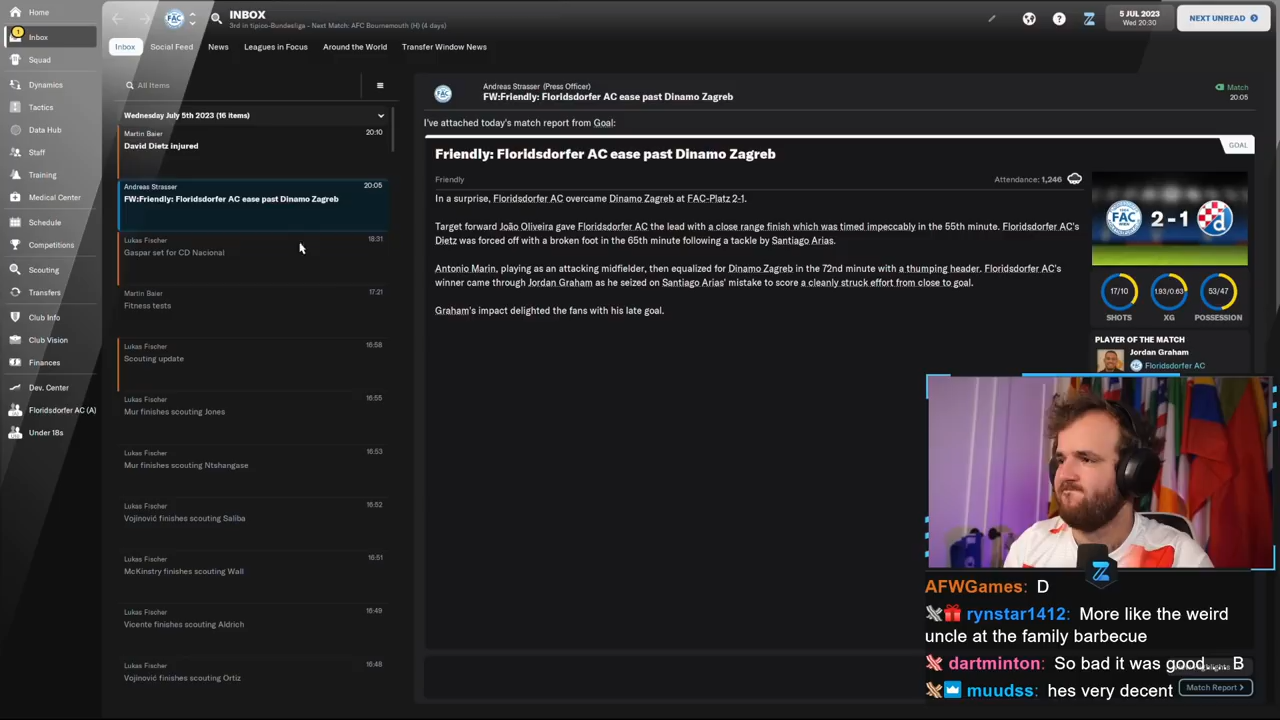 Home
Inbox
1
Squad
Dynamics
Tactics
Data Hub
Staff
Training
Medical Center
Schedule
Competitions
Scouting
Transfers
Club Info
Club Vision
Finances
Dev. Center
Floridsdorfer AC (A)
Under 18s
FAC
INBOX
3rd in tipico-Bundesliga - Next Match: AFC Bournemouth (H) (4 days)
5 JUL 2023
Wed 20:30
NEXT UNREAD
Inbox
Social Feed
News
Leagues in Focus
Around the World
Transfer Window News
All Items
Wednesday July 5th 2023 (16 items)
Martin Baier
20:10
David Dietz injured
Andreas Strasser
20:05
FW:Friendly: Floridsdorfer AC ease past Dinamo Zagreb
Lukas Fischer
18:31
Gaspar set for CD Nacional
Martin Baier
17:21
Fitness tests
Lukas Fischer
16:58
Scouting update
Lukas Fischer
16:55
Mur finishes scouting Jones
Lukas Fischer
16:53
Mur finishes scouting Ntshangase
Lukas Fischer
16:52
Vojinović finishes scouting Saliba
Lukas Fischer
16:51
McKinstry finishes scouting Wall
Lukas Fischer
16:49
Vicente finishes scouting Aldrich
Lukas Fischer
16:48
Vojinović finishes scouting Ortiz
Andreas Strasser (Press Officer)
FW:Friendly: Floridsdorfer AC ease past Dinamo Zagreb
Match
20:05
I've attached today's match report from Goal:
GOAL
Friendly: Floridsdorfer AC ease past Dinamo Zagreb
Friendly
Attendance: 1,246
In a surprise, Floridsdorfer AC overcame Dinamo Zagreb at FAC-Platz 2-1.
Target forward João Oliveira gave Floridsdorfer AC the lead with a close range finish which was timed impeccably in the 55th minute. Floridsdorfer AC's
Dietz was forced off with a broken foot in the 65th minute following a tackle by Santiago Arias.
Antonio Marin, playing as an attacking midfielder, then equalized for Dinamo Zagreb in the 72nd minute with a thumping header. Floridsdorfer AC's
winner came through Jordan Graham as he seized on Santiago Arias' mistake to score a cleanly struck effort from close to goal.
Graham's impact delighted the fans with his late goal.
FAC
2-1
17/10
1.93/0.63
53/47
SHOTS
XG
POSSESSION
PLAYER OF THE MATCH
Jordan Graham
Floridsdorfer AC
AFWGames: D
rynstar1412: More like the weird
uncle at the family barbecue
dartminton: So bad it was good.... B
muudss: hes very decent
Match Report